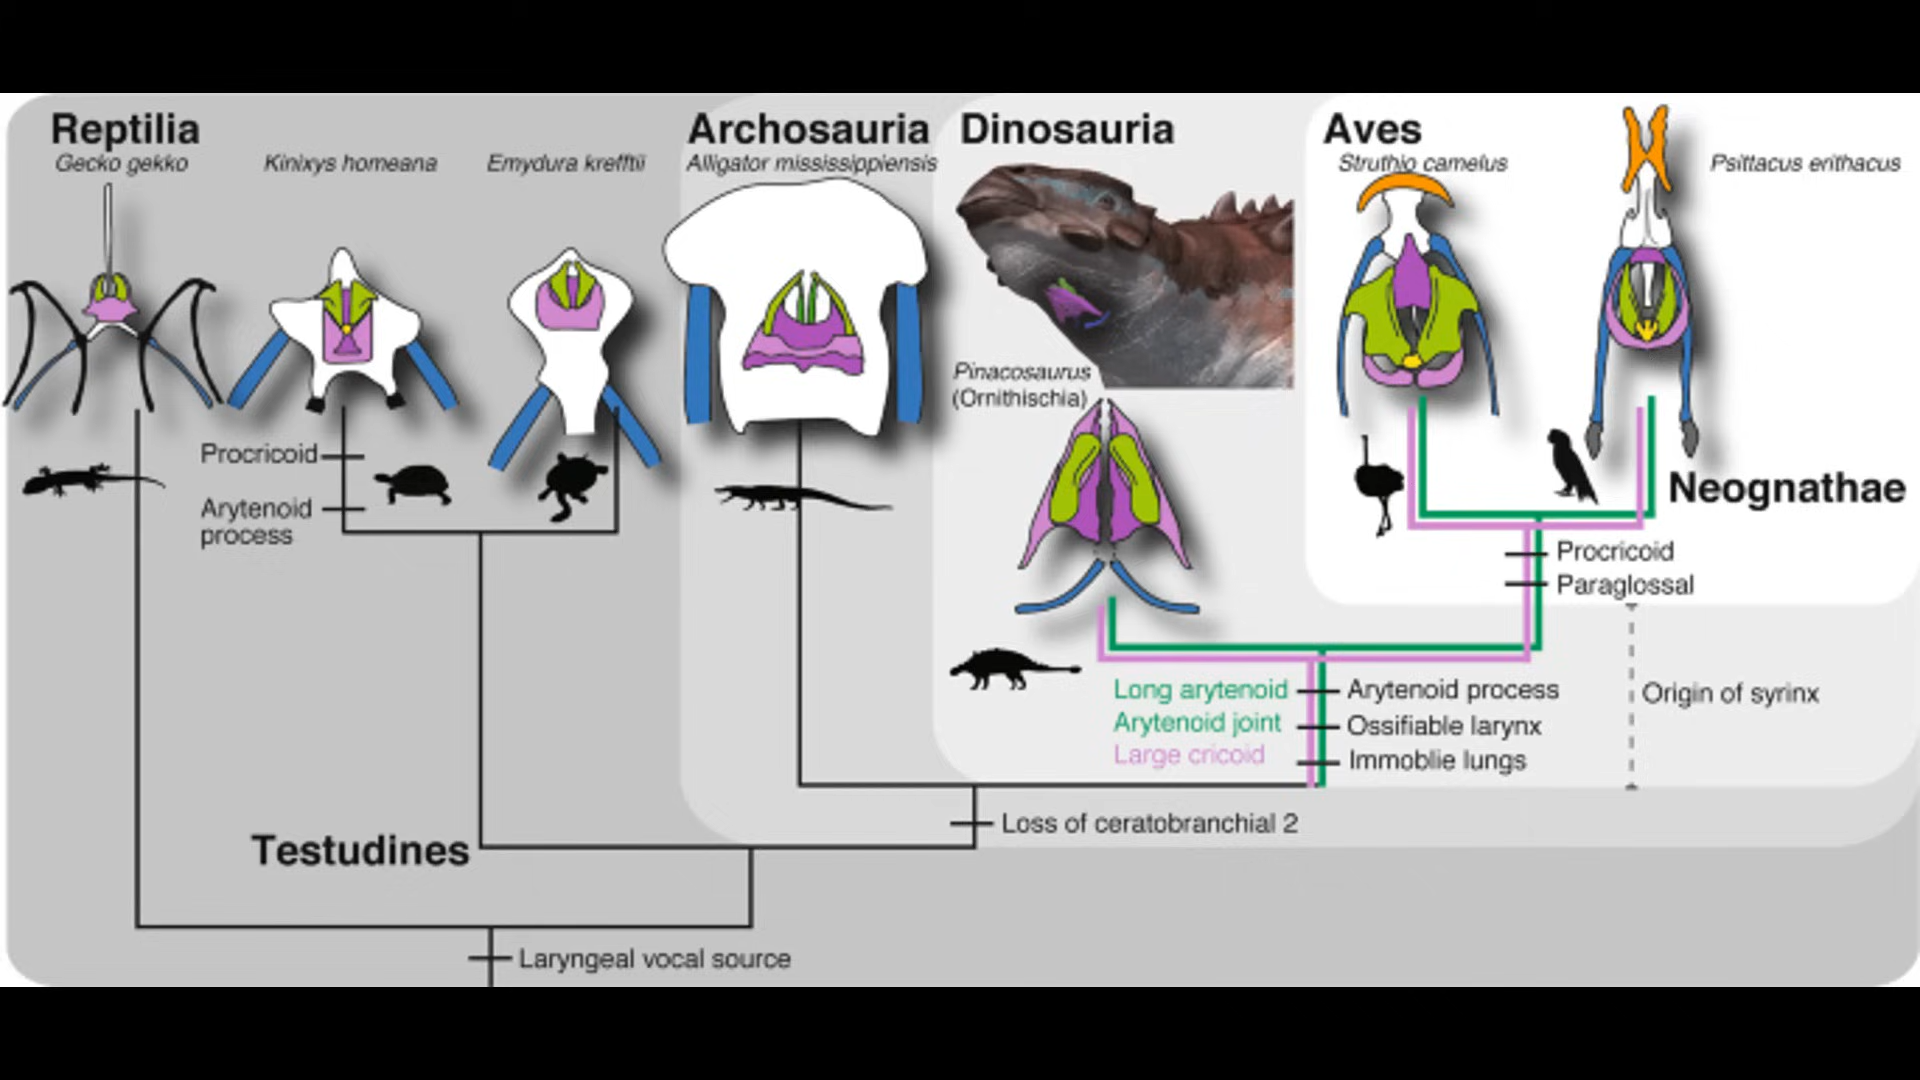 Reptilia
Gecko gekko
Kinixys homeana
Emydura krefftii
Archosauria
Alligator mississippiensis
Dinosauria
Pinacosaurus
(Ornithischia)
Aves
Struthio camelus
Psittacus erithacus
Neognathae
Procricoid
Arytenoid
process
Procricoid
Paraglossal
Long arytenoid
Arytenoid joint
Large cricoid
Arytenoid process
Ossifiable larynx
Immoblie lungs
Origin of syrinx
Loss of ceratobranchial 2
Testudines
Laryngeal vocal source